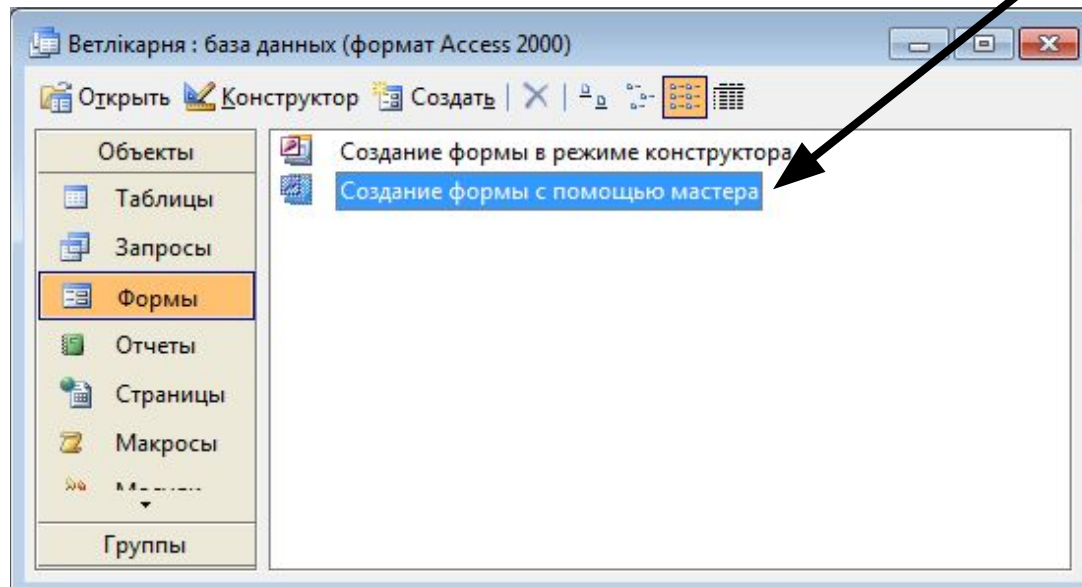 Ветлікарня : база данных (формат Access 2000)
Открыть Конструктор Создать
Объекты
Таблицы
Запросы
Формы
Отчеты
Страницы
Макросы
Группы
Создание формы в режиме конструктора
Создание формы с помощью мастера